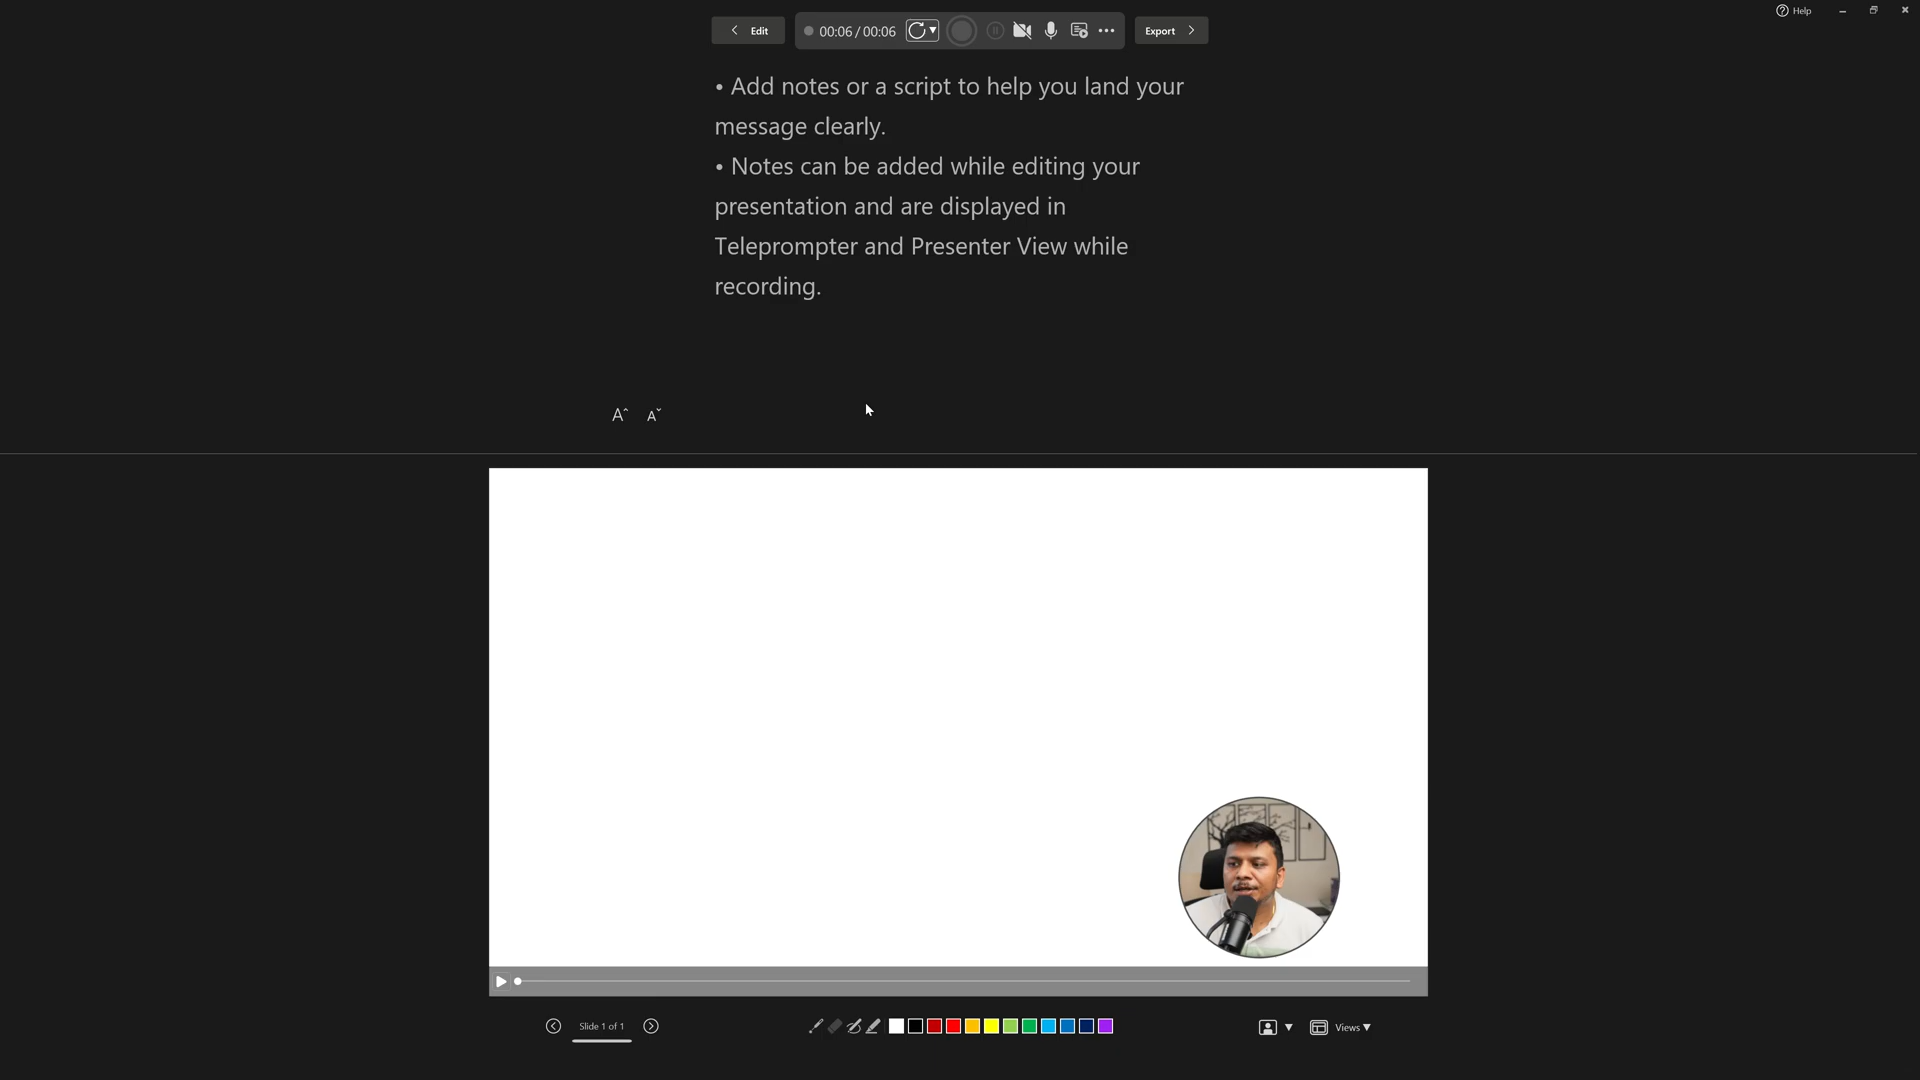 Help
Edit
00:06 / 00:06
Export
• Add notes or a script to help you land your
message clearly.
• Notes can be added while editing your
presentation and are displayed in
Teleprompter and Presenter View while
recording.
A^ Aˇ
Slide 1 of 1
Views